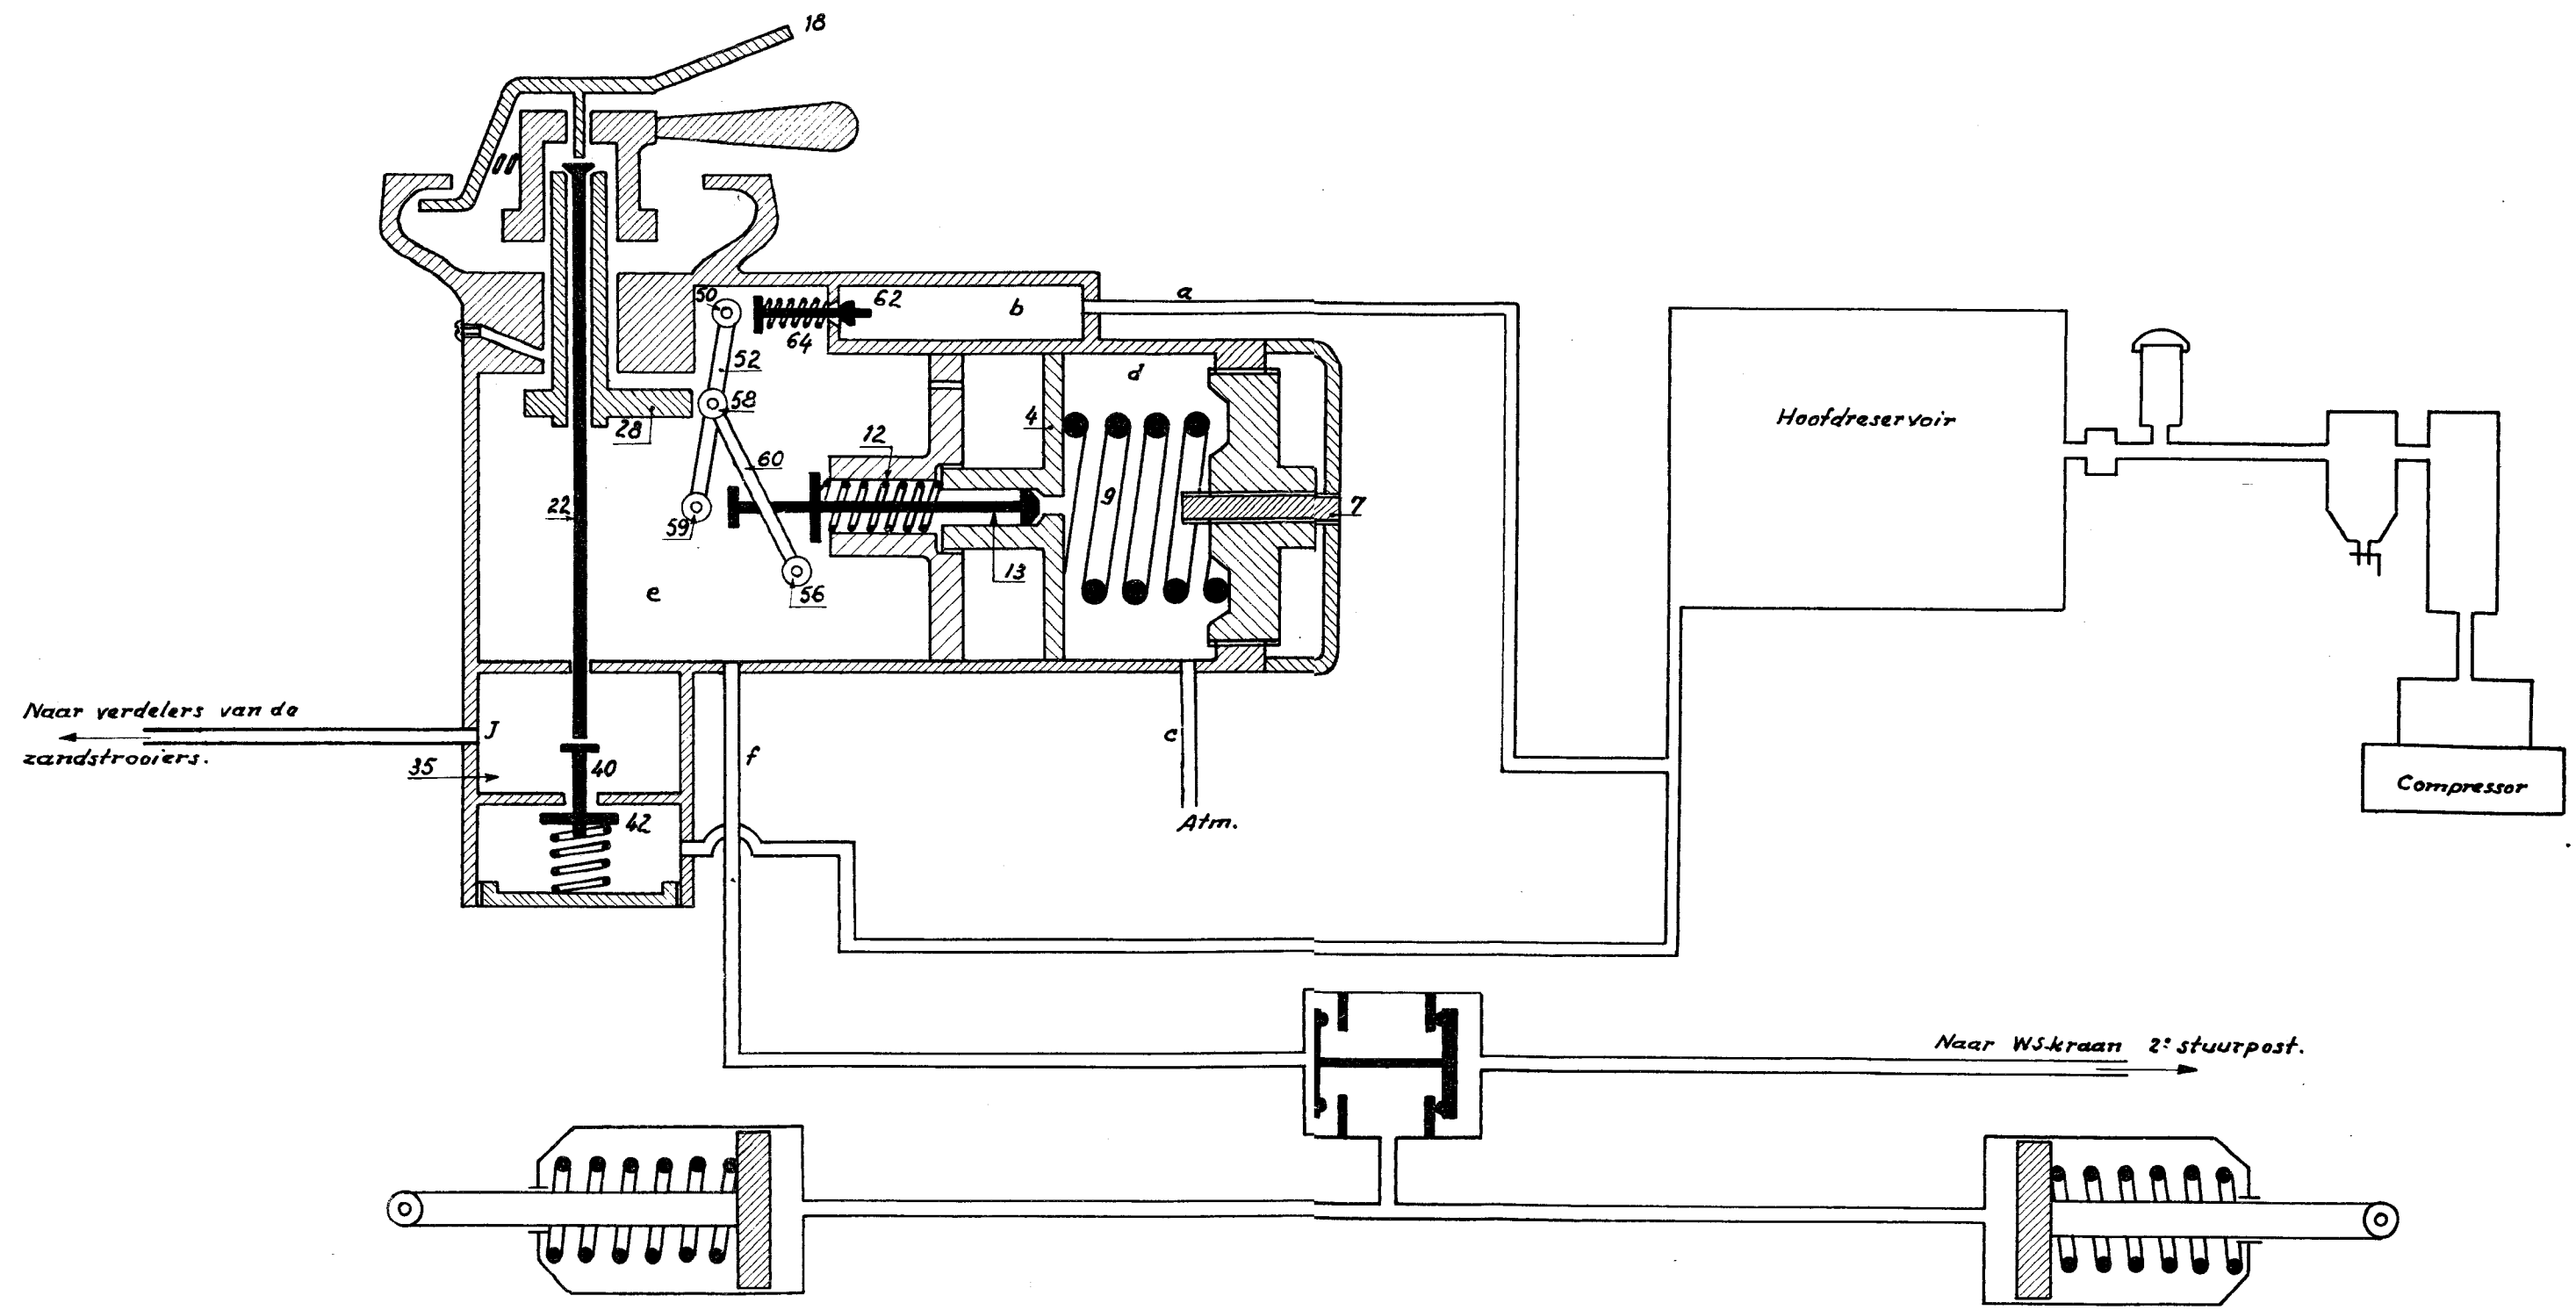 18
50
62
b
a
64
52
d
58
4
28
12
Hoofdreservoir
60
9
22
7
59
13
56
e
Naar verdelers van de
zandstrooiers.
J
f
c
35
40
Compressor
42
Atm.
Naar WS-kraan 2e stuurpost.